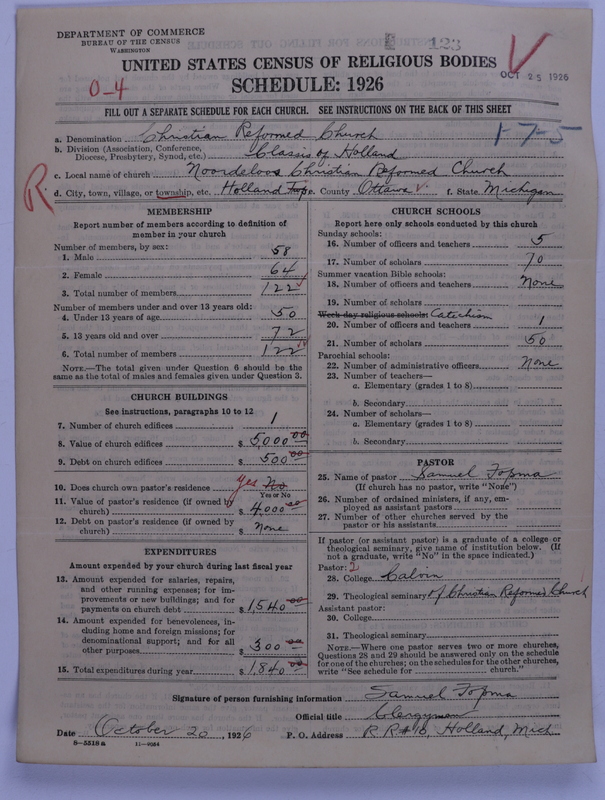 DEPARTMENT OF COMMERCE
BUREAU OF THE CENSUS
WASHINGTON
123
UNITED STATES CENSUS OF RELIGIOUS BODIES
OCT 25 1926
O-4
SCHEDULE: 1926
FILL OUT A SEPARATE SCHEDULE FOR EACH CHURCH. SEE INSTRUCTIONS ON THE BACK OF THIS SHEET
1-7-5
a. Denomination Christian Reformed Church
b. Division (Association, Conference,
Diocese, Presbytery, Synod, etc.) Classis of Holland
c. Local name of church Noordeloos Christian Reformed Church
R.
d. City, town, village, or township, etc. Holland Twp e. County Ottawa f. State Michigan
MEMBERSHIP
Report number of members according to definition of
member in your church
Number of members, by sex:
1. Male 58
2. Female 64
3. Total number of members 122
Number of members under and over 13 years old:
4. Under 13 years of age 50
5. 13 years old and over 72
6. Total number of members 122
NOTE.—The total given under Question 6 should be the
same as the total of males and females given under Question 3.
CHURCH BUILDINGS
See instructions, paragraphs 10 to 12
7. Number of church edifices 1
8. Value of church edifices $ 5,000.00
9. Debt on church edifices $ 500.00
10. Does church own pastor's residence yes No
Yes or No
11. Value of pastor's residence (if owned by
church) $ 4,000.00
12. Debt on pastor's residence (if owned by
church) $ None
EXPENDITURES
Amount expended by your church during last fiscal year
13. Amount expended for salaries, repairs,
and other running expenses; for im-
provements or new buildings; and for
payments on church debt $ 1,540.00
14. Amount expended for benevolences, in-
cluding home and foreign missions; for
denominational support; and for all
other purposes $ 300.00
15. Total expenditures during year $ 1,840.00
CHURCH SCHOOLS
Report here only schools conducted by this church
Sunday schools:
16. Number of officers and teachers 5
17. Number of scholars 70
Summer vacation Bible schools:
18. Number of officers and teachers None
19. Number of scholars
Week-day religious schools: Catechism
20. Number of officers and teachers 1
21. Number of scholars 50
Parochial schools:
22. Number of administrative officers None
23. Number of teachers—
a. Elementary (grades 1 to 8)
b. Secondary
24. Number of scholars—
a. Elementary (grades 1 to 8)
b. Secondary
PASTOR
25. Name of pastor Samuel Fopma
(If church has no pastor, write "None")
26. Number of ordained ministers, if any, em-
ployed as assistant pastors
27. Number of other churches served by the
pastor or his assistants
If pastor (or assistant pastor) is a graduate of a college or
theological seminary, give name of institution below. (If
not a graduate, write "No" in the space indicated.)
Pastor: 2
28. College Calvin
29. Theological seminary of Christian Reformed Church
Assistant pastor:
30. College
31. Theological seminary
NOTE.—Where one pastor serves two or more churches,
Questions 28 and 29 should be answered only on the schedule
for one of the churches; on the schedules for the other churches,
write "See schedule for church."
Signature of person furnishing information Samuel Fopma
Official title Clergyman
Date October 20, 1926 P. O. Address R R #10, Holland, Mich
8-5518a 11-9054